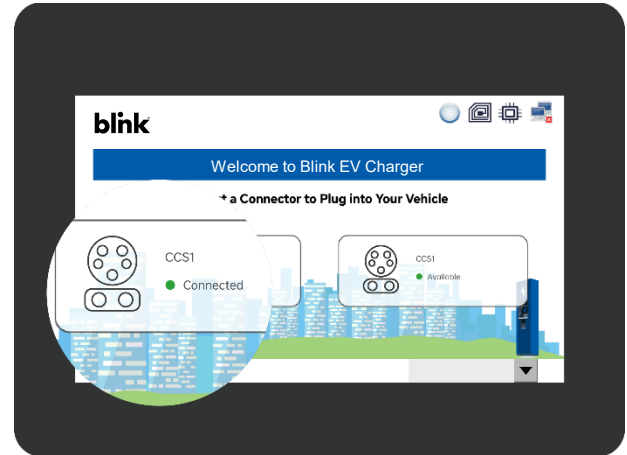 blink
Welcome to Blink EV Charger
a Connector to Plug into Your Vehicle
CCS1
Connected
CCS1
Available